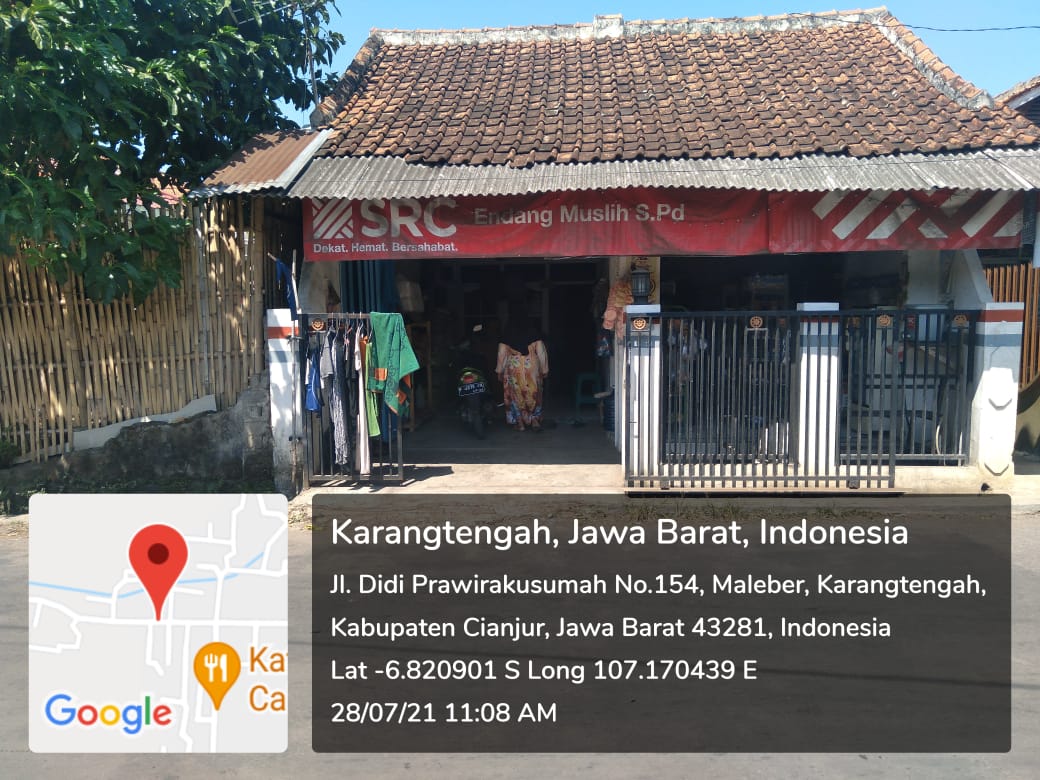 SRC Endang Muslih S.Pd
Dekat. Hemat. Bersahabat.
Karangtengah, Jawa Barat, Indonesia
Jl. Didi Prawirakusumah No.154, Maleber, Karangtengah,
Kabupaten Cianjur, Jawa Barat 43281, Indonesia
Lat -6.820901 S Long 107.170439 E
28/07/21 11:08 AM
Ka
Ca
Google